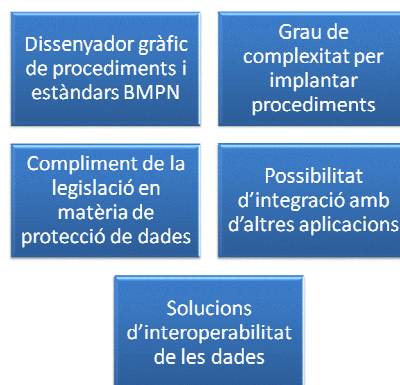 Dissenyador gràfic
de procediments i
estàndars BMPN
Grau de
complexitat per
implantar
procediments
Compliment de la
legislació en
matèria de
protecció de dades
Possibilitat
d'integració amb
d'altres aplicacions
Solucions
d'interoperabilitat
de les dades